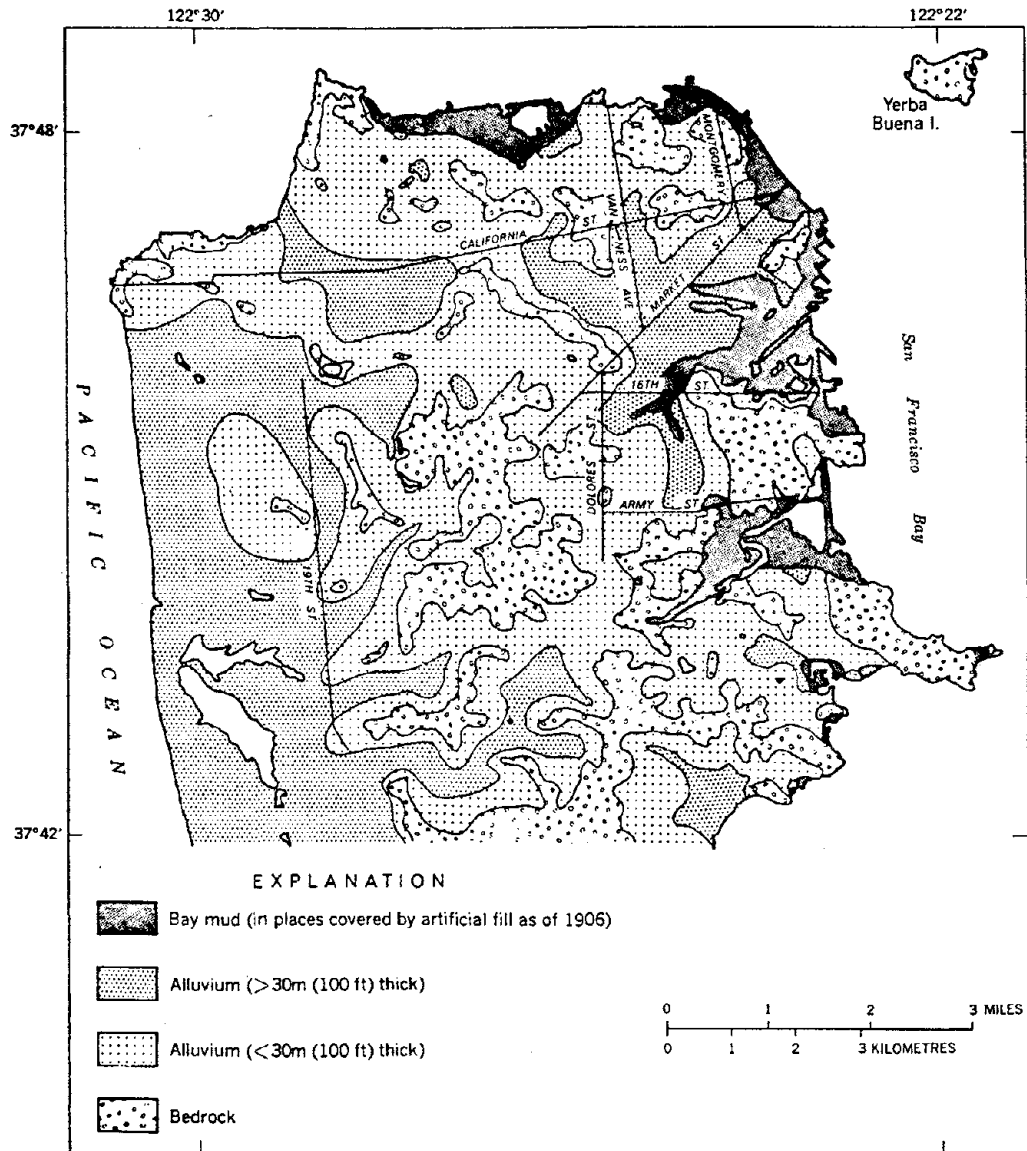 122°30'
122°22'
Yerba
Buena I.
37°48'
MONTGOMERY
ST.
VAN NESS AVE
CALIFORNIA
ST.
MARKET ST
San Francisco Bay
16TH ST
DOLORES ST
ARMY ST
PACIFIC OCEAN
19TH ST
37°42'
EXPLANATION
Bay mud (in places covered by artificial fill as of 1906)
Alluvium (>30m (100 ft) thick)
Alluvium (<30m (100 ft) thick)
Bedrock
0 1 2 3 MILES
0 1 2 3 KILOMETRES